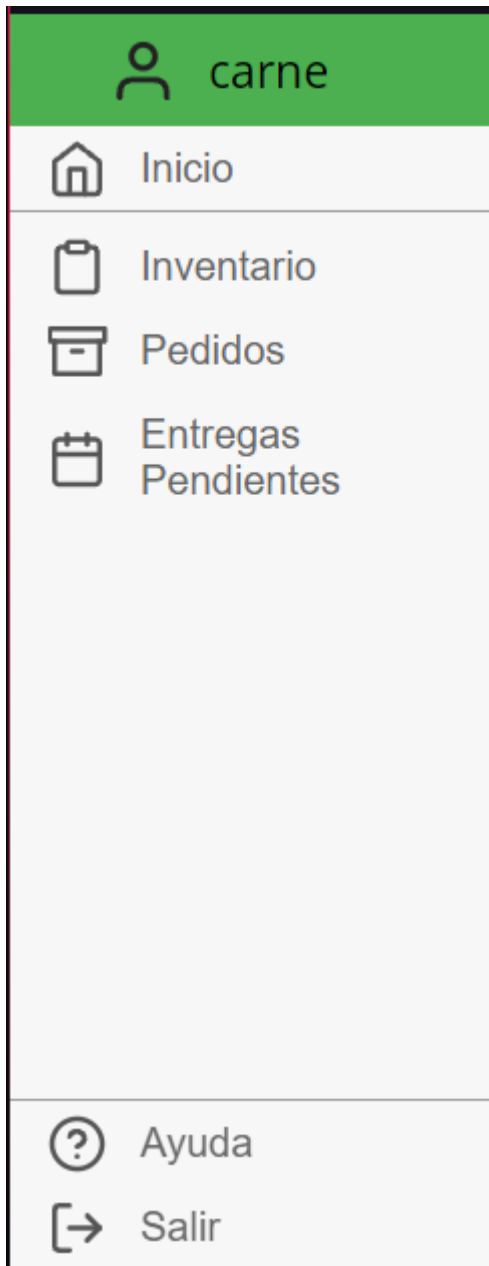 carne
Inicio
Inventario
Pedidos
Entregas
Pendientes
Ayuda
Salir